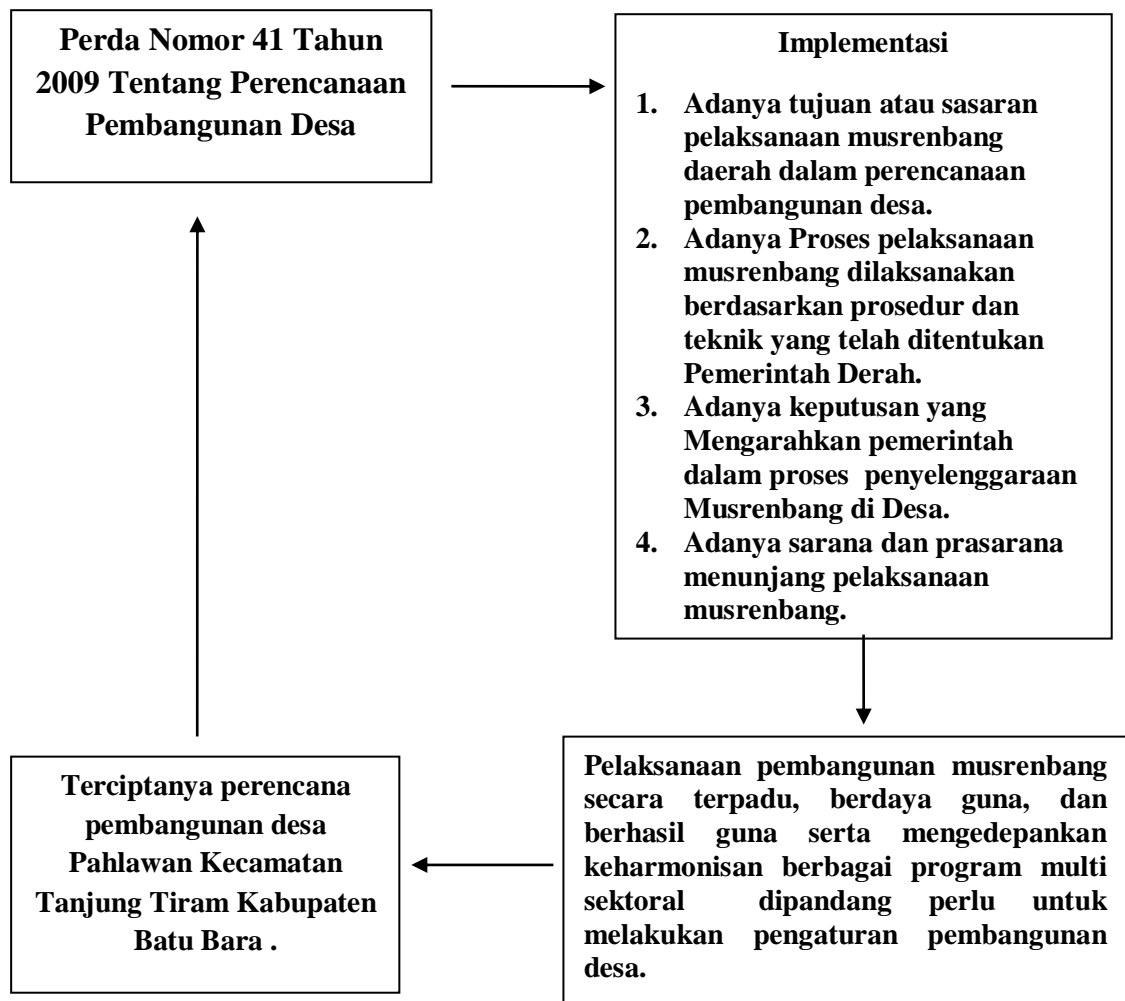 Perda Nomor 41 Tahun
2009 Tentang Perencanaan
Pembangunan Desa
Implementasi
1. Adanya tujuan atau sasaran
pelaksanaan musrenbang
daerah dalam perencanaan
pembangunan desa.
2. Adanya Proses pelaksanaan
musrenbang dilaksanakan
berdasarkan prosedur dan
teknik yang telah ditentukan
Pemerintah Derah.
3. Adanya keputusan yang
Mengarahkan pemerintah
dalam proses penyelenggaraan
Musrenbang di Desa.
4. Adanya sarana dan prasarana
menunjang pelaksanaan
musrenbang.
Pelaksanaan pembangunan musrenbang
secara terpadu, berdaya guna, dan
berhasil guna serta mengedepankan
keharmonisan berbagai program multi
sektoral dipandang perlu untuk
melakukan pengaturan pembangunan
desa.
Terciptanya perencana
pembangunan desa
Pahlawan Kecamatan
Tanjung Tiram Kabupaten
Batu Bara .